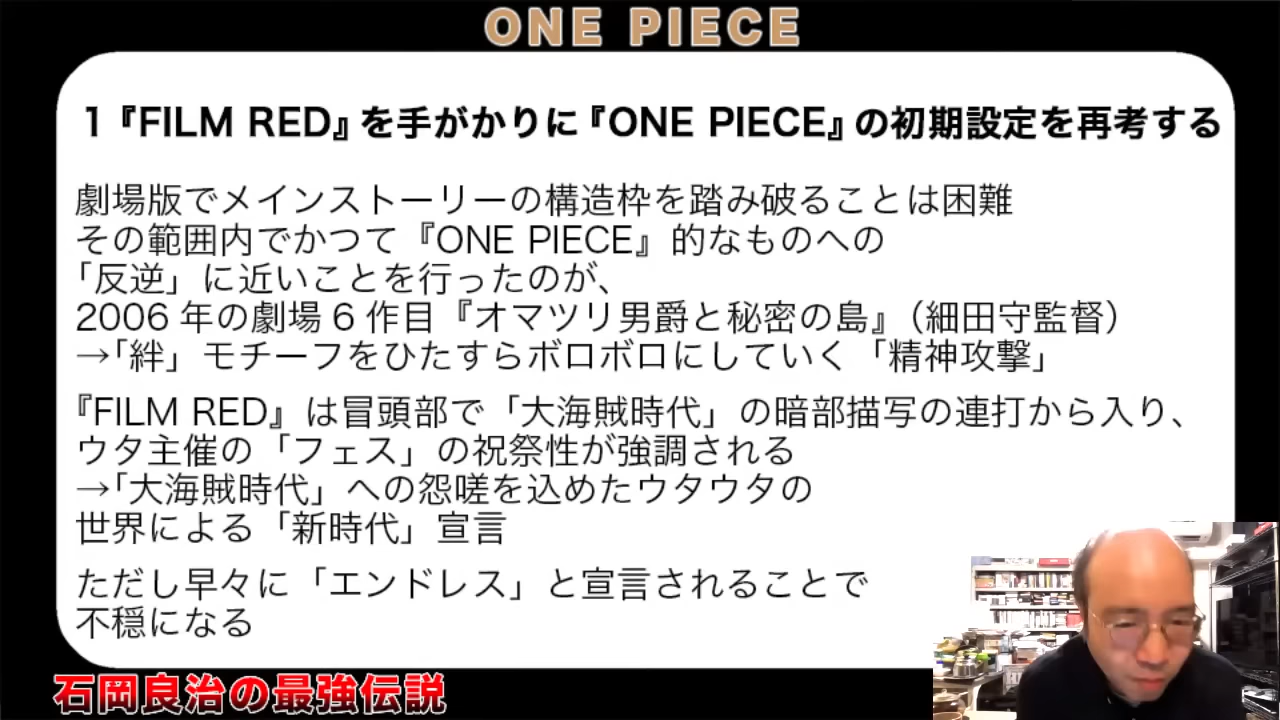 ONE PIECE
1『FILM RED』を手がかりに『ONE PIECE』の初期設定を再考する
劇場版でメインストーリーの構造枠を踏み破ることは困難
その範囲内でかつて『ONE PIECE』的なものへの
「反逆」に近いことを行ったのが、
2006年の劇場6作目『オマツリ男爵と秘密の島』（細田守監督）
→「絆」モチーフをひたすらボロボロにしていく「精神攻撃」
『FILM RED』は冒頭部で「大海賊時代」の暗部描写の連打から入り、
ウタ主催の「フェス」の祝祭性が強調される
→「大海賊時代」への怨嗟を込めたウタウタの
世界による「新時代」宣言
ただし早々に「エンドレス」と宣言されることで
不穏になる
石岡良治の最強伝説